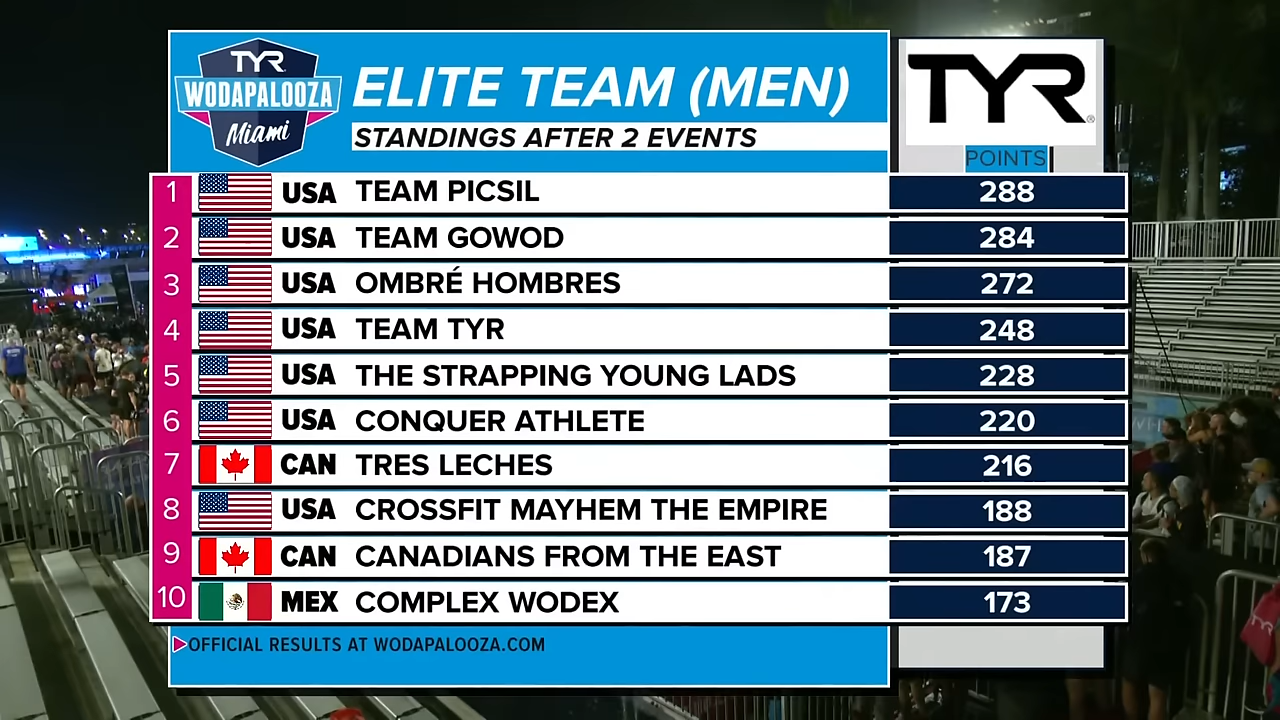 TYR
WODAPALOOZA
Miami
ELITE TEAM (MEN)
STANDINGS AFTER 2 EVENTS
TYR
POINTS
1 USA TEAM PICSIL 288
2 USA TEAM GOWOD 284
3 USA OMBRÉ HOMBRES 272
4 USA TEAM TYR 248
5 USA THE STRAPPING YOUNG LADS 228
6 USA CONQUER ATHLETE 220
7 CAN TRES LECHES 216
8 USA CROSSFIT MAYHEM THE EMPIRE 188
9 CAN CANADIANS FROM THE EAST 187
10 MEX COMPLEX WODEX 173
OFFICIAL RESULTS AT WODAPALOOZA.COM
TYR